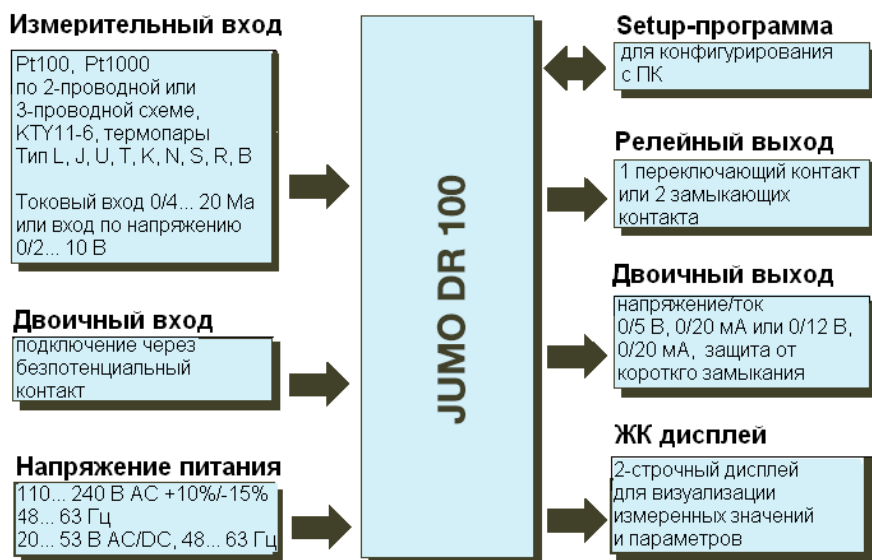 Измерительный вход
Pt100, Pt1000
по 2-проводной или
3-проводной схеме,
KTY11-6, термопары
Тип L, J, U, T, K, N, S, R, B
Токовый вход 0/4... 20 Ma
или вход по напряжению
0/2... 10 В
Двоичный вход
подключение через
безпотенциальный
контакт
Напряжение питания
110... 240 В AC +10%/-15%
48... 63 Гц
20... 53 В AC/DC, 48... 63 Гц
JUMO DR 100
Setup-программа
для конфигурирования
с ПК
Релейный выход
1 переключающий контакт
или 2 замыкающих
контакта
Двоичный выход
напряжение/ток
0/5 В, 0/20 мА или 0/12 В,
0/20 мА, защита от
короткго замыкания
ЖК дисплей
2-строчный дисплей
для визуализации
измеренных значений
и параметров